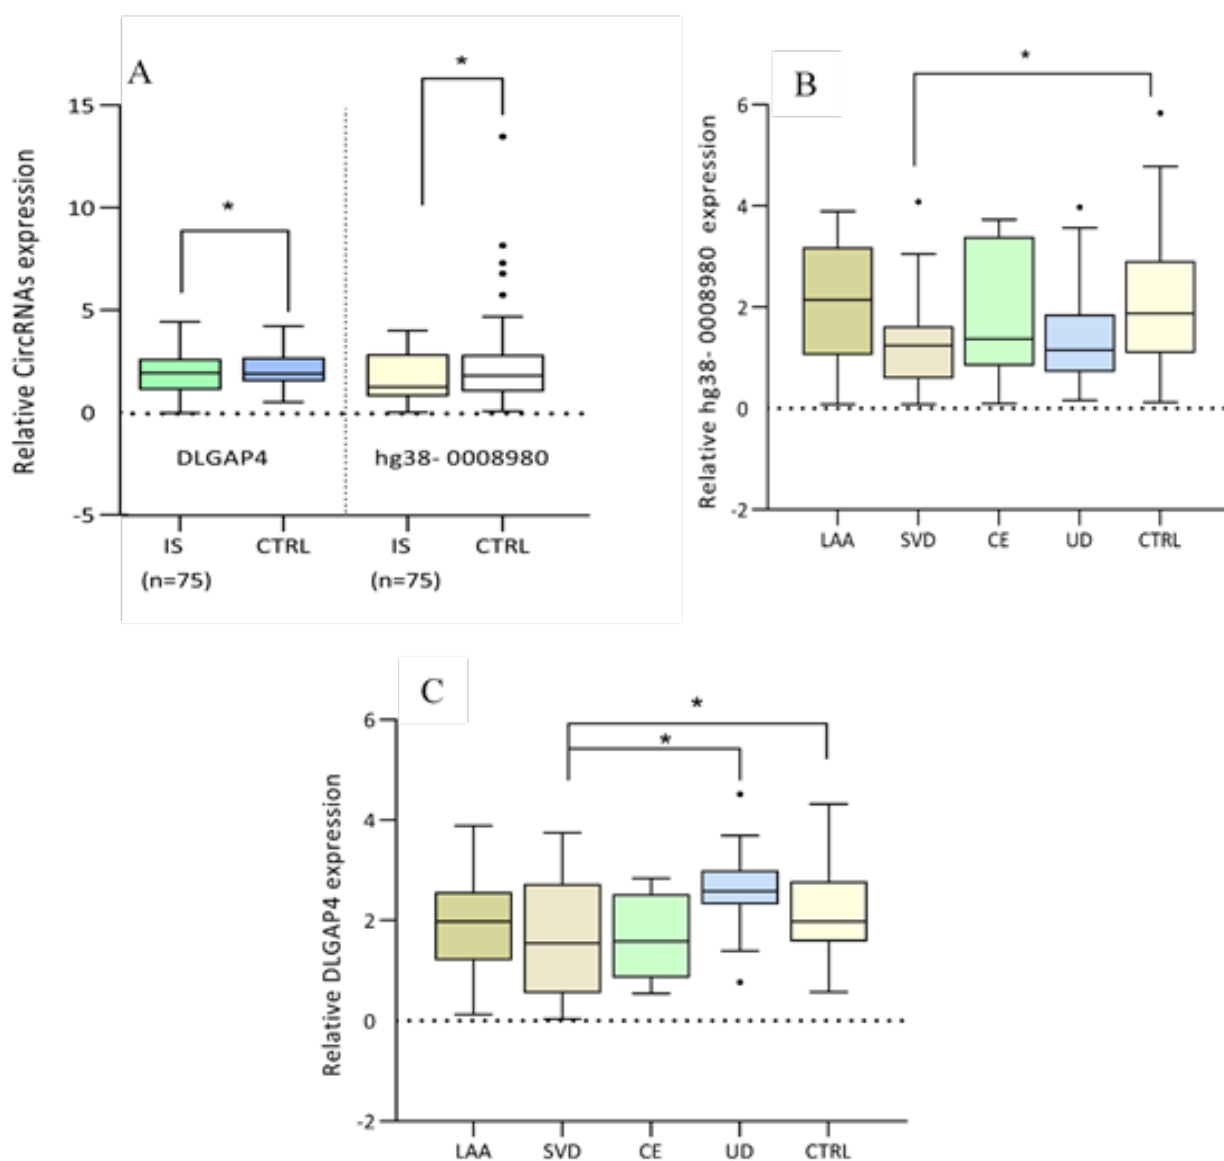 A
Relative CircRNAs expression
15
10
5
0
-5
*
*
DLGAP4
hg38- 0008980
IS
CTRL
IS
CTRL
(n=75)
(n=75)
B
Relative hg38- 0008980 expression
6
4
2
0
-2
*
LAA
SVD
CE
UD
CTRL
C
Relative DLGAP4 expression
6
4
2
0
-2
*
*
LAA
SVD
CE
UD
CTRL